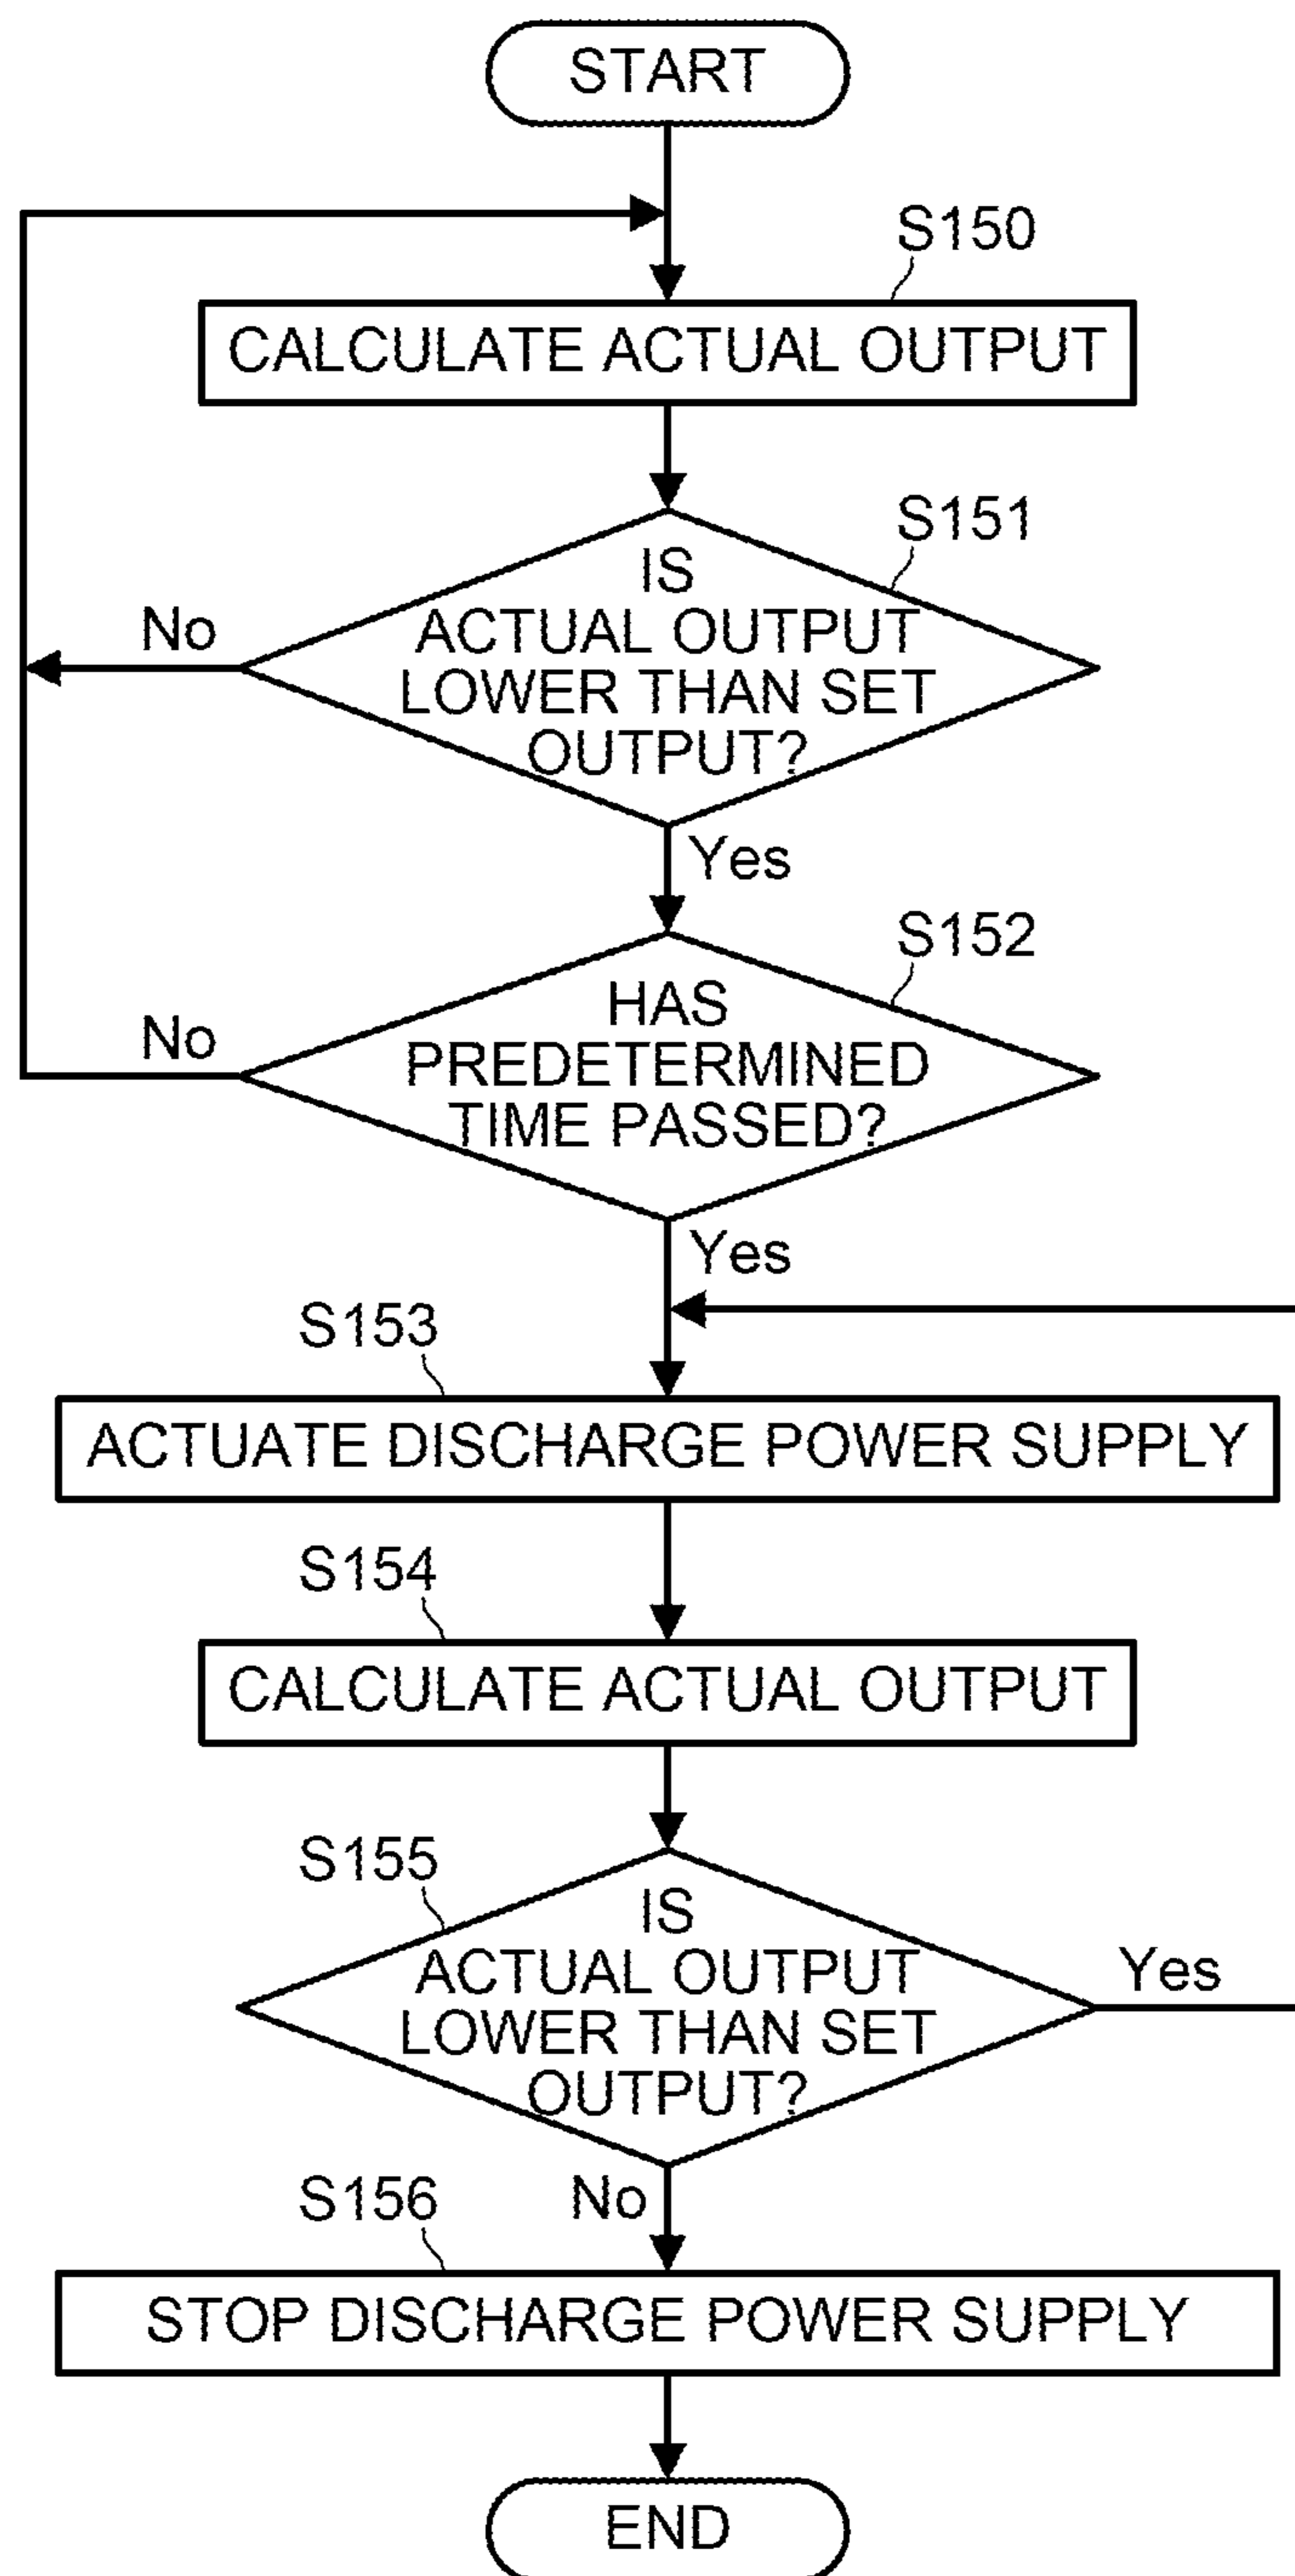 START
S150
CALCULATE ACTUAL OUTPUT
S151
IS
ACTUAL OUTPUT
LOWER THAN SET
OUTPUT?
No
Yes
S152
HAS
PREDETERMINED
TIME PASSED?
No
Yes
S153
ACTUATE DISCHARGE POWER SUPPLY
S154
CALCULATE ACTUAL OUTPUT
S155
IS
ACTUAL OUTPUT
LOWER THAN SET
OUTPUT?
Yes
No
S156
STOP DISCHARGE POWER SUPPLY
END